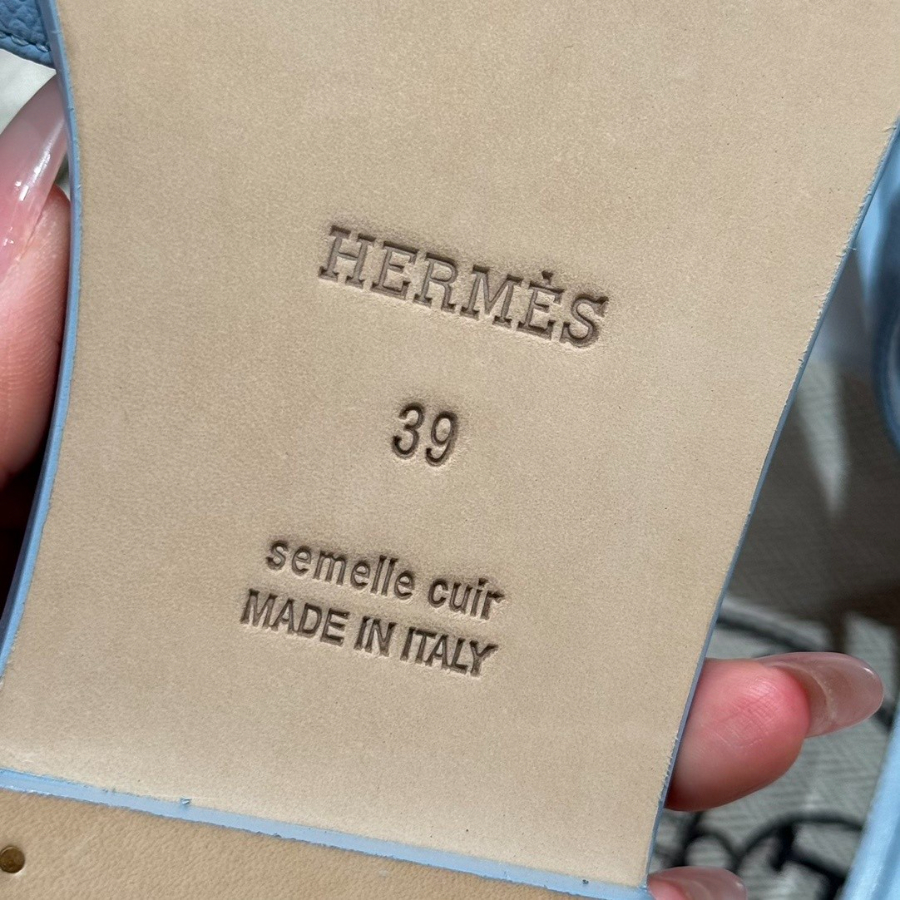 HERMÈS
39
semelle cuir
MADE IN ITALY